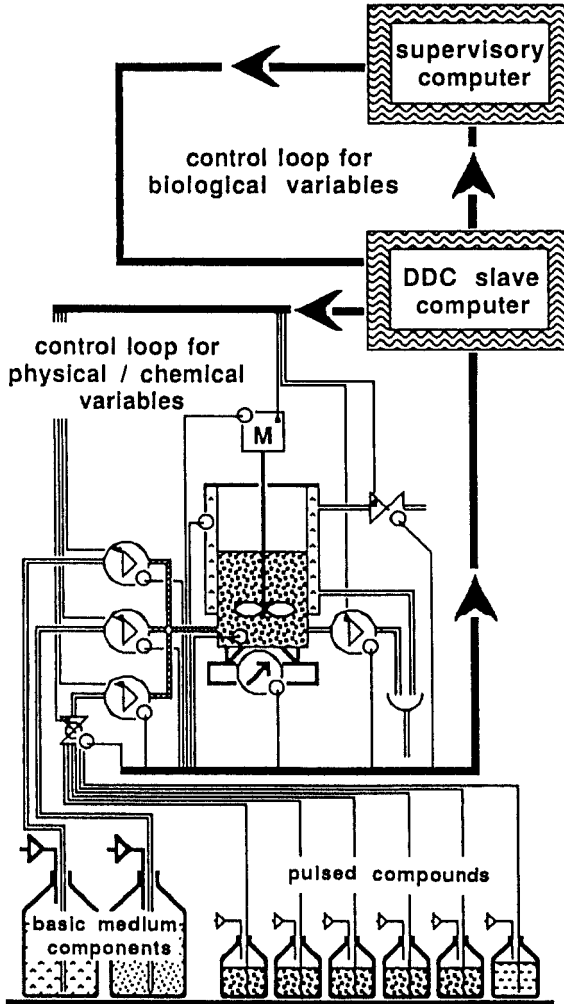 supervisory
computer
control loop for
biological variables
DDC slave
computer
control loop for
physical / chemical
variables
M
pulsed compounds
basic medium
components